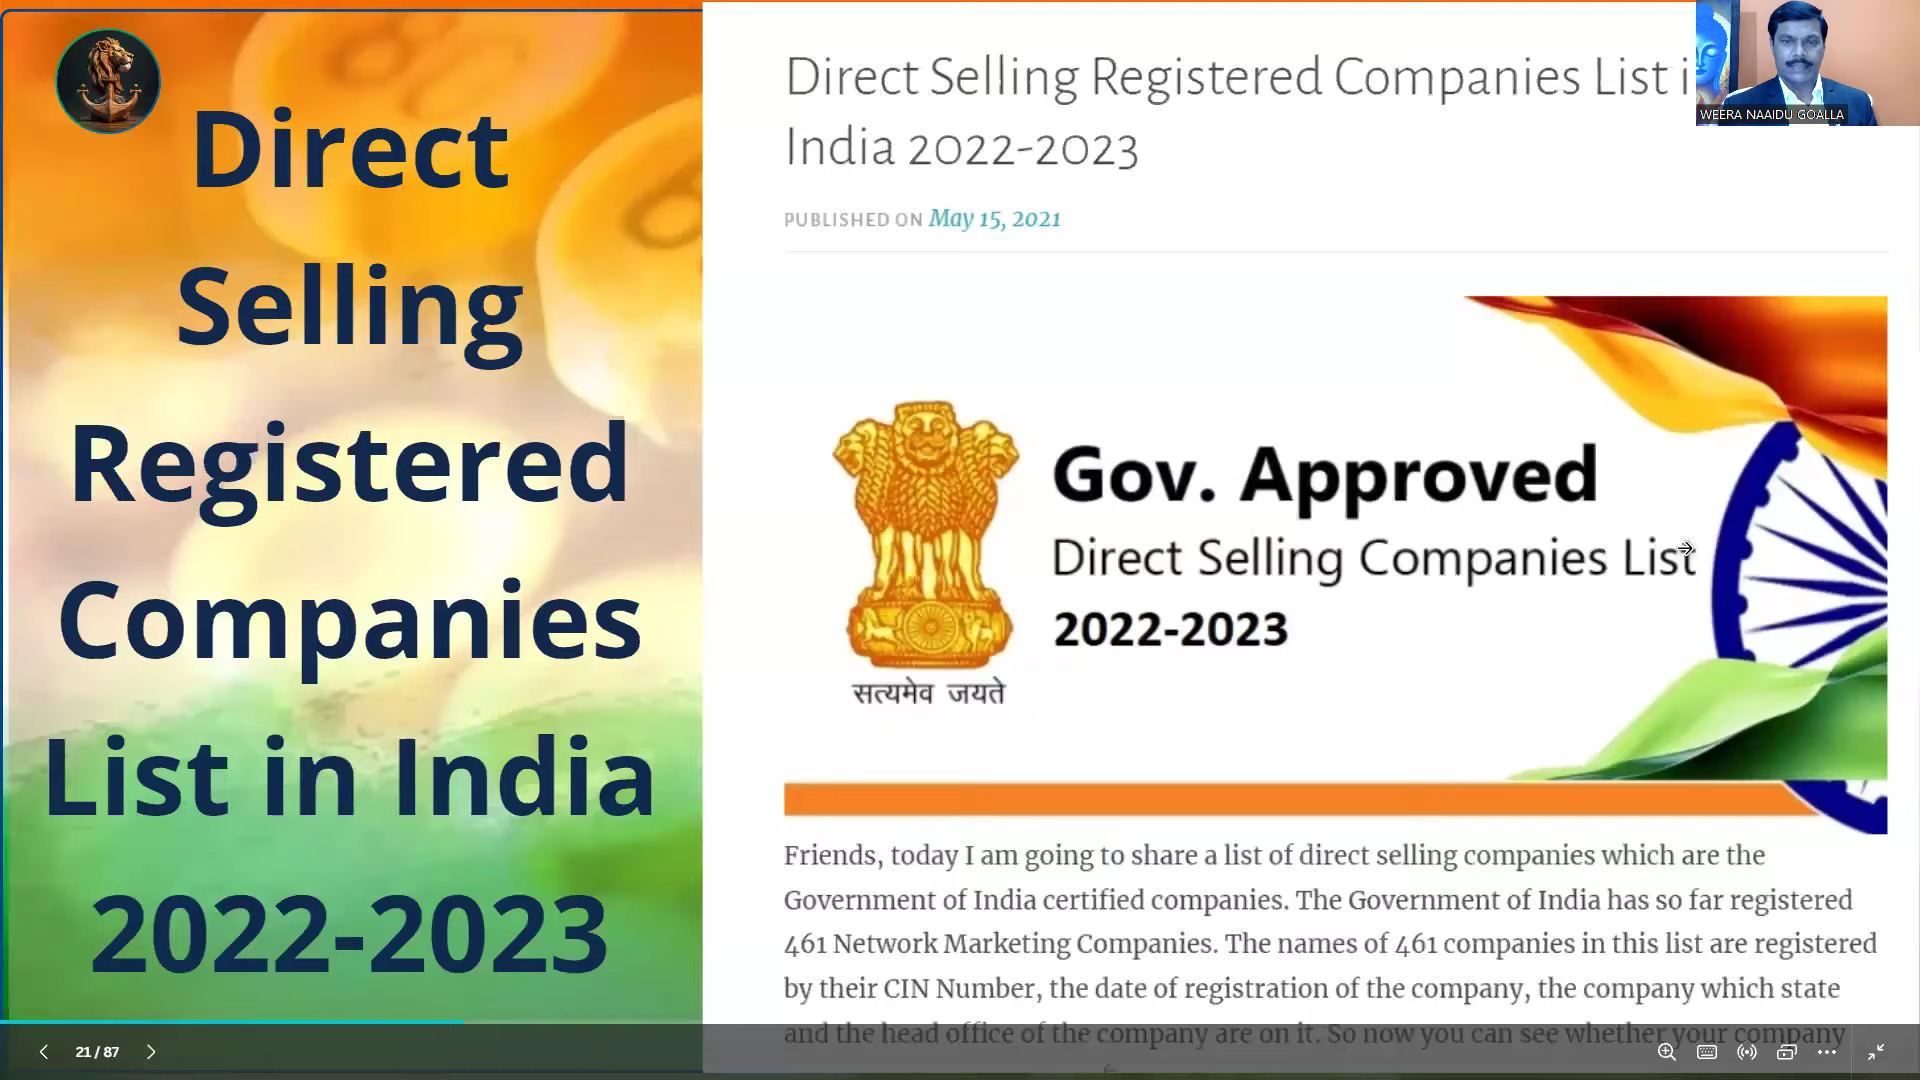 Direct
Selling
Registered
Companies
List in India
2022-2023
Direct Selling Registered Companies List i
India 2022-2023
PUBLISHED ON May 15, 2021
WEERA NAAIDU GOALLA
Gov. Approved
Direct Selling Companies List
2022-2023
सत्यमेव जयते
Friends, today I am going to share a list of direct selling companies which are the
Government of India certified companies. The Government of India has so far registered
461 Network Marketing Companies. The names of 461 companies in this list are registered
by their CIN Number, the date of registration of the company, the company which state
and the head office of the company are on it. So now you can see whether your company
21 / 87